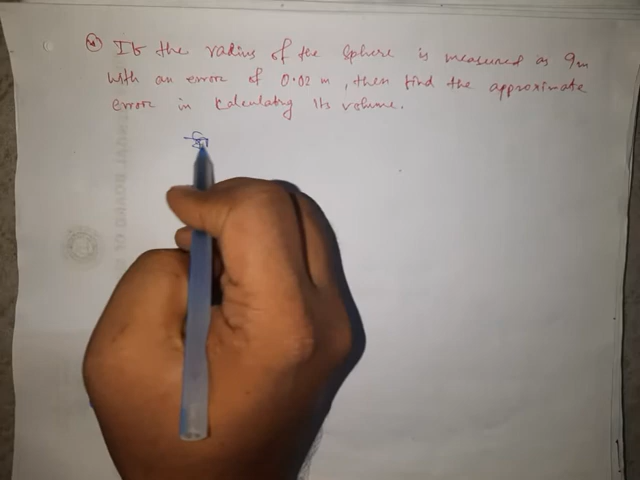 If the radius of the sphere is measured as 9m
with an error of 0.02 m, then find the approximate
error in calculating its volume.